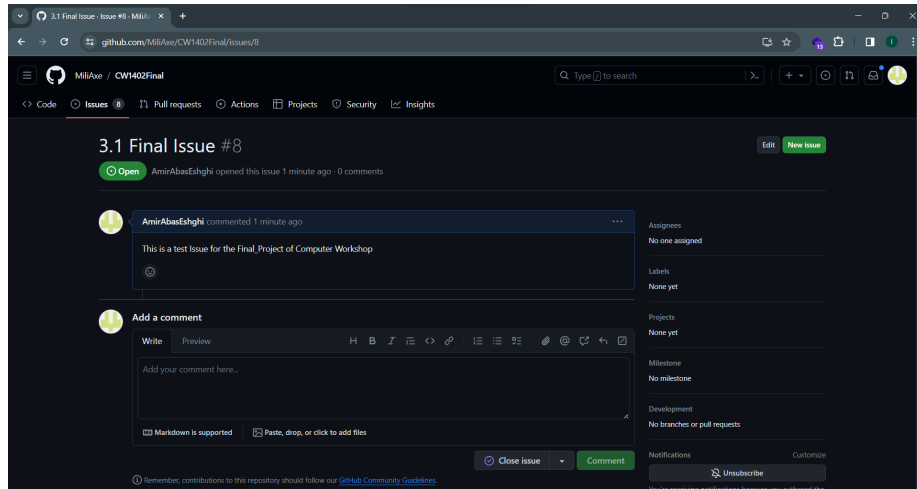 3.1 Final Issue · Issue #8 · Mili
github.com/MiliAxe/CW1402Final/issues/8
13
MiliAxe / CW1402Final
Type / to search
Code
Issues 8
Pull requests
Actions
Projects
Security
Insights
3.1 Final Issue #8
Edit
New issue
Open
AmirAbasEshghi opened this issue 1 minute ago · 0 comments
AmirAbasEshghi commented 1 minute ago
This is a test Issue for the Final_Project of Computer Workshop
Add a comment
Write
Preview
H B I
Add your comment here...
Markdown is supported
Paste, drop, or click to add files
Close issue
Comment
Remember, contributions to this repository should follow our GitHub Community Guidelines.
Assignees
No one assigned
Labels
None yet
Projects
None yet
Milestone
No milestone
Development
No branches or pull requests
Notifications
Customize
Unsubscribe